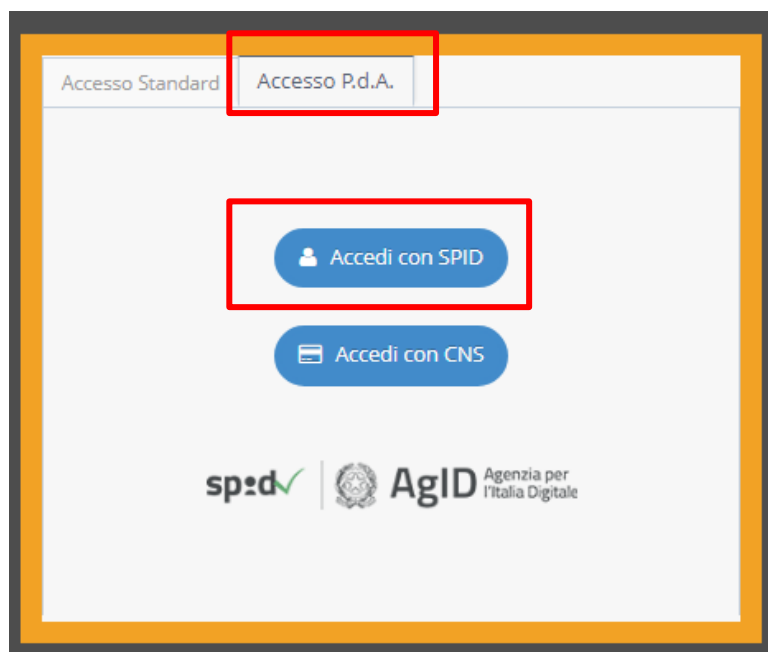 Accesso Standard
Accesso P.d.A.
Accedi con SPID
Accedi con CNS
spid AgID Agenzia per
l'Italia Digitale